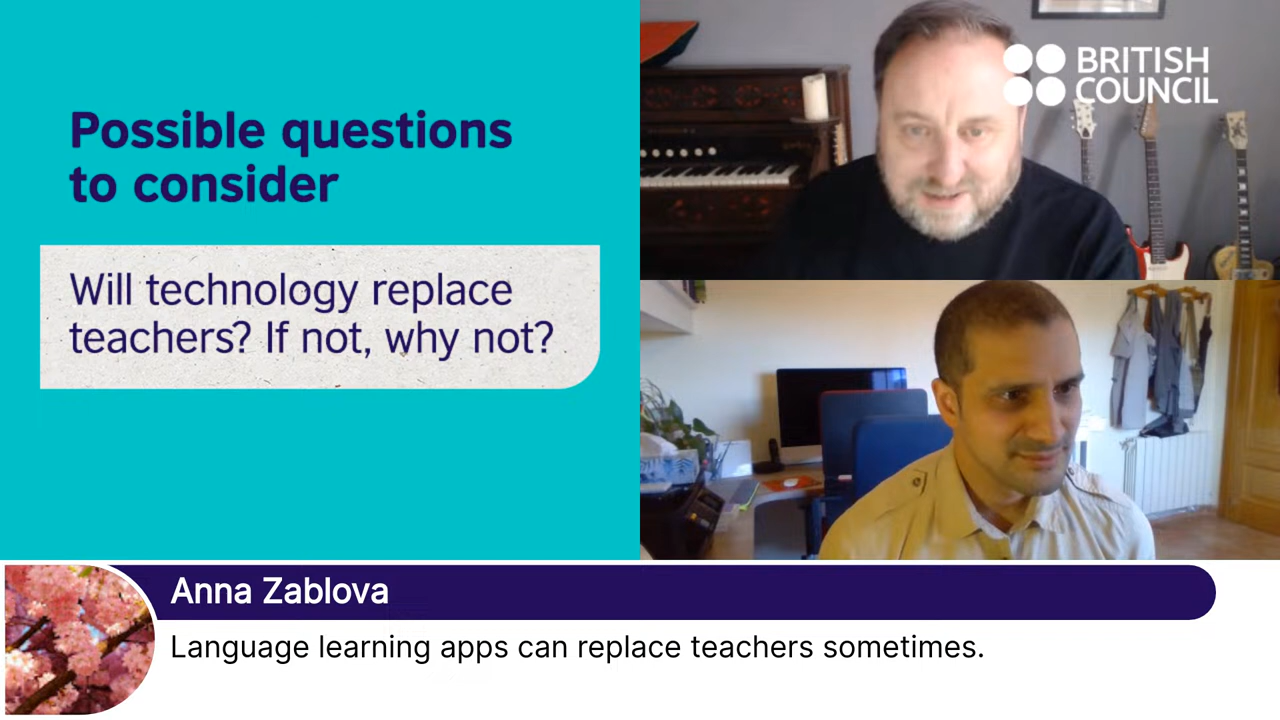 Possible questions
to consider
Will technology replace
teachers? If not, why not?
BRITISH
COUNCIL
Anna Zablova
Language learning apps can replace teachers sometimes.